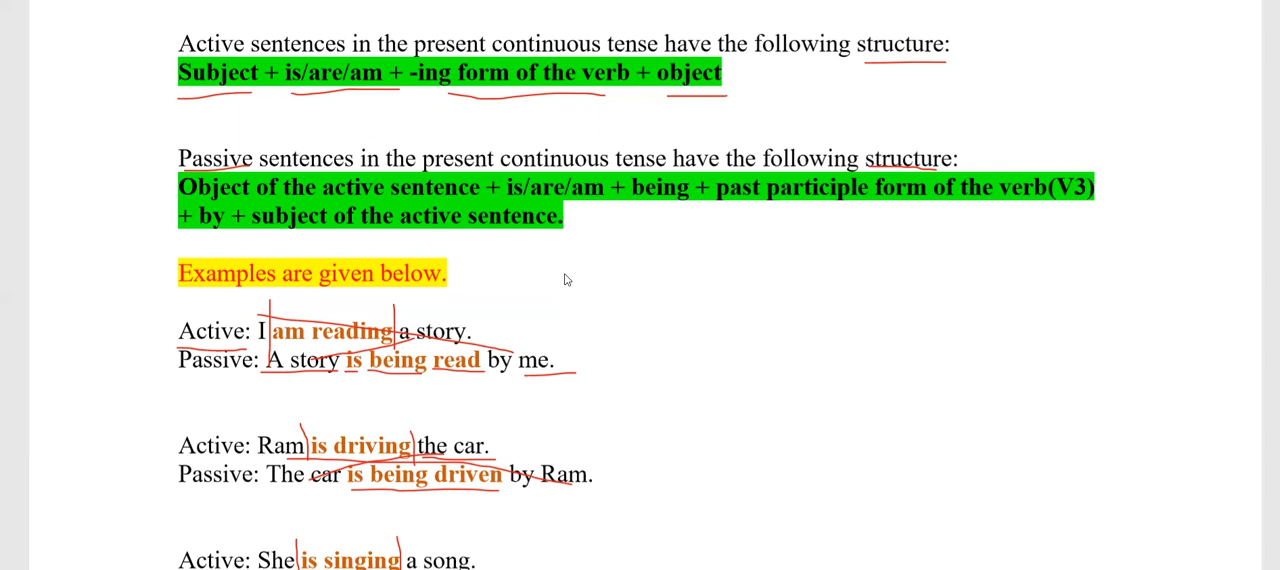 Active sentences in the present continuous tense have the following structure:
Subject + is/are/am + -ing form of the verb + object
Passive sentences in the present continuous tense have the following structure:
Object of the active sentence + is/are/am + being + past participle form of the verb(V3)
+ by + subject of the active sentence.
Examples are given below.
Active: I am reading a story.
Passive: A story is being read by me.
Active: Ram is driving the car.
Passive: The car is being driven by Ram.
Active: She is singing a song.